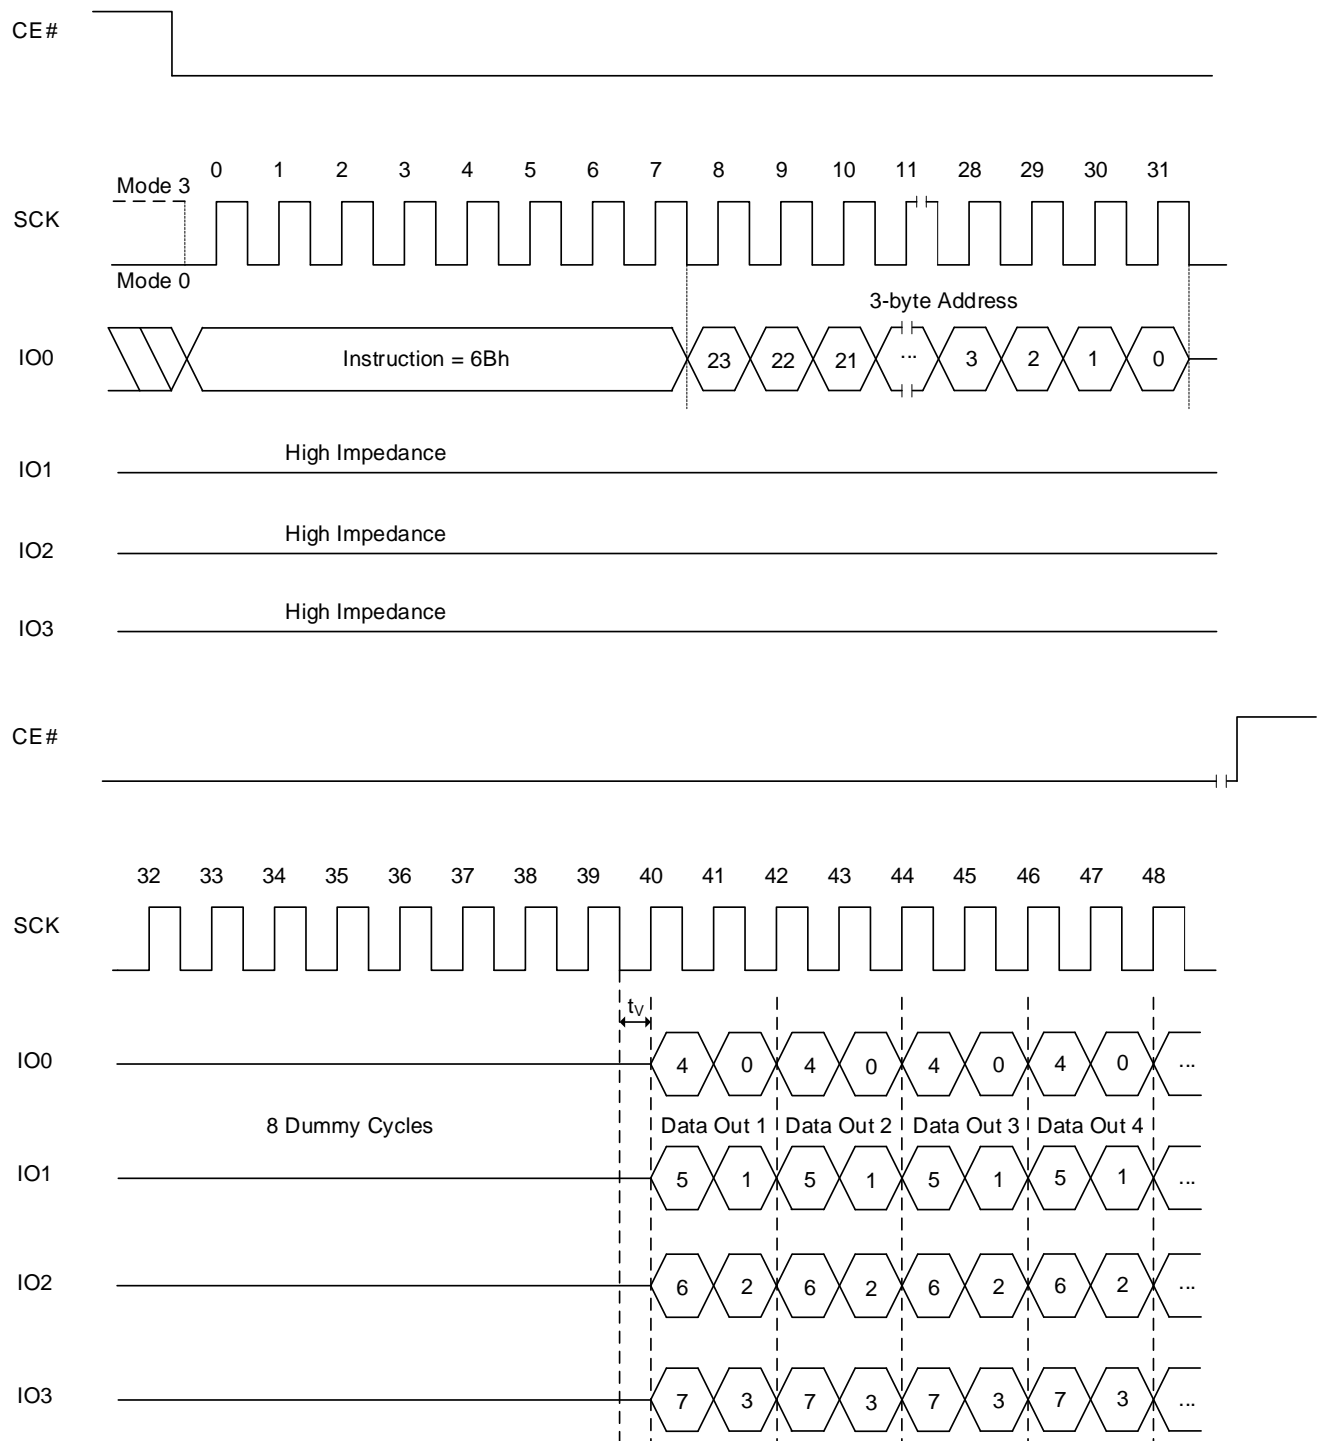 CE#
0 1 2 3 4 5 6 7 8 9 10 11 28 29 30 31
Mode 3
SCK
Mode 0
3-byte Address
IO0 Instruction = 6Bh 23 22 21 ... 3 2 1 0
High Impedance
IO1
High Impedance
IO2
High Impedance
IO3
CE#
32 33 34 35 36 37 38 39 40 41 42 43 44 45 46 47 48
SCK
tV
IO0 4 0 4 0 4 0 4 0 ...
8 Dummy Cycles Data Out 1 Data Out 2 Data Out 3 Data Out 4
IO1 5 1 5 1 5 1 5 1 ...
IO2 6 2 6 2 6 2 6 2 ...
IO3 7 3 7 3 7 3 7 3 ...